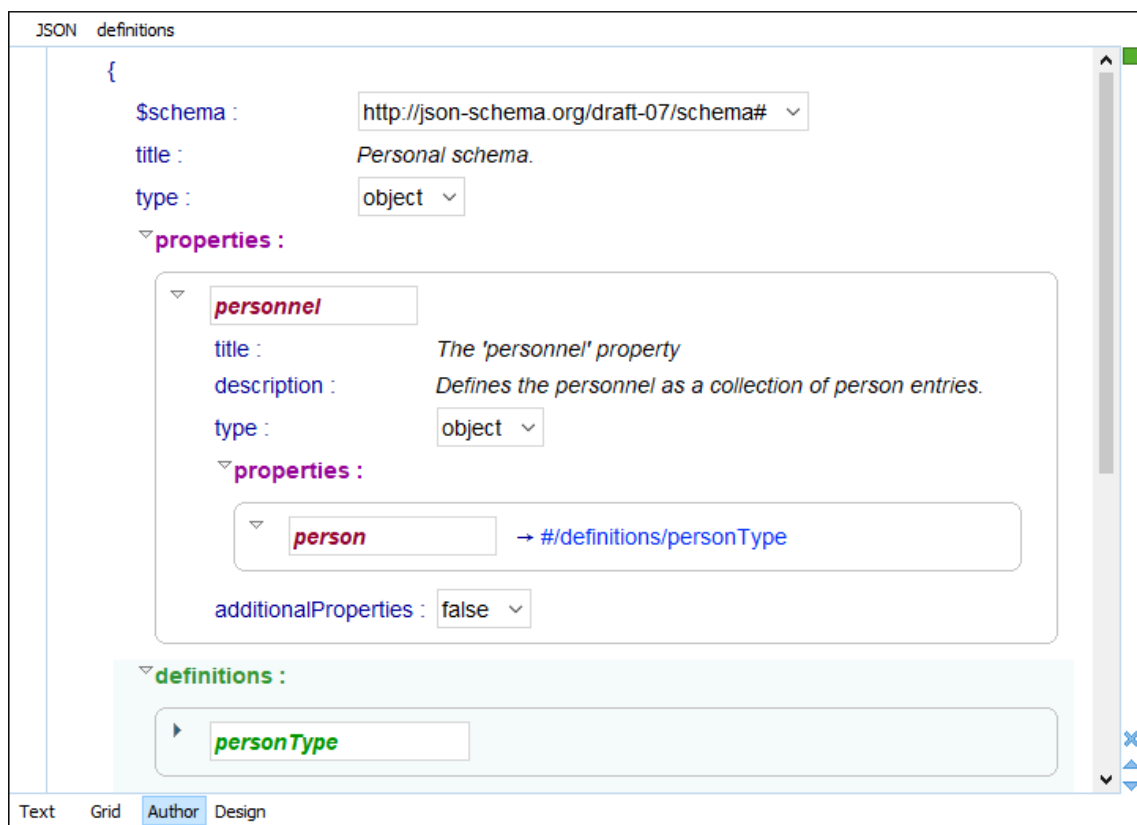 JSON definitions
{
$schema : http://json-schema.org/draft-07/schema#
title : Personal schema.
type : object
properties :
personnel
title : The 'personnel' property
description : Defines the personnel as a collection of person entries.
type : object
properties :
person → #/definitions/personType
additionalProperties : false
definitions :
personType
Text Grid Author Design